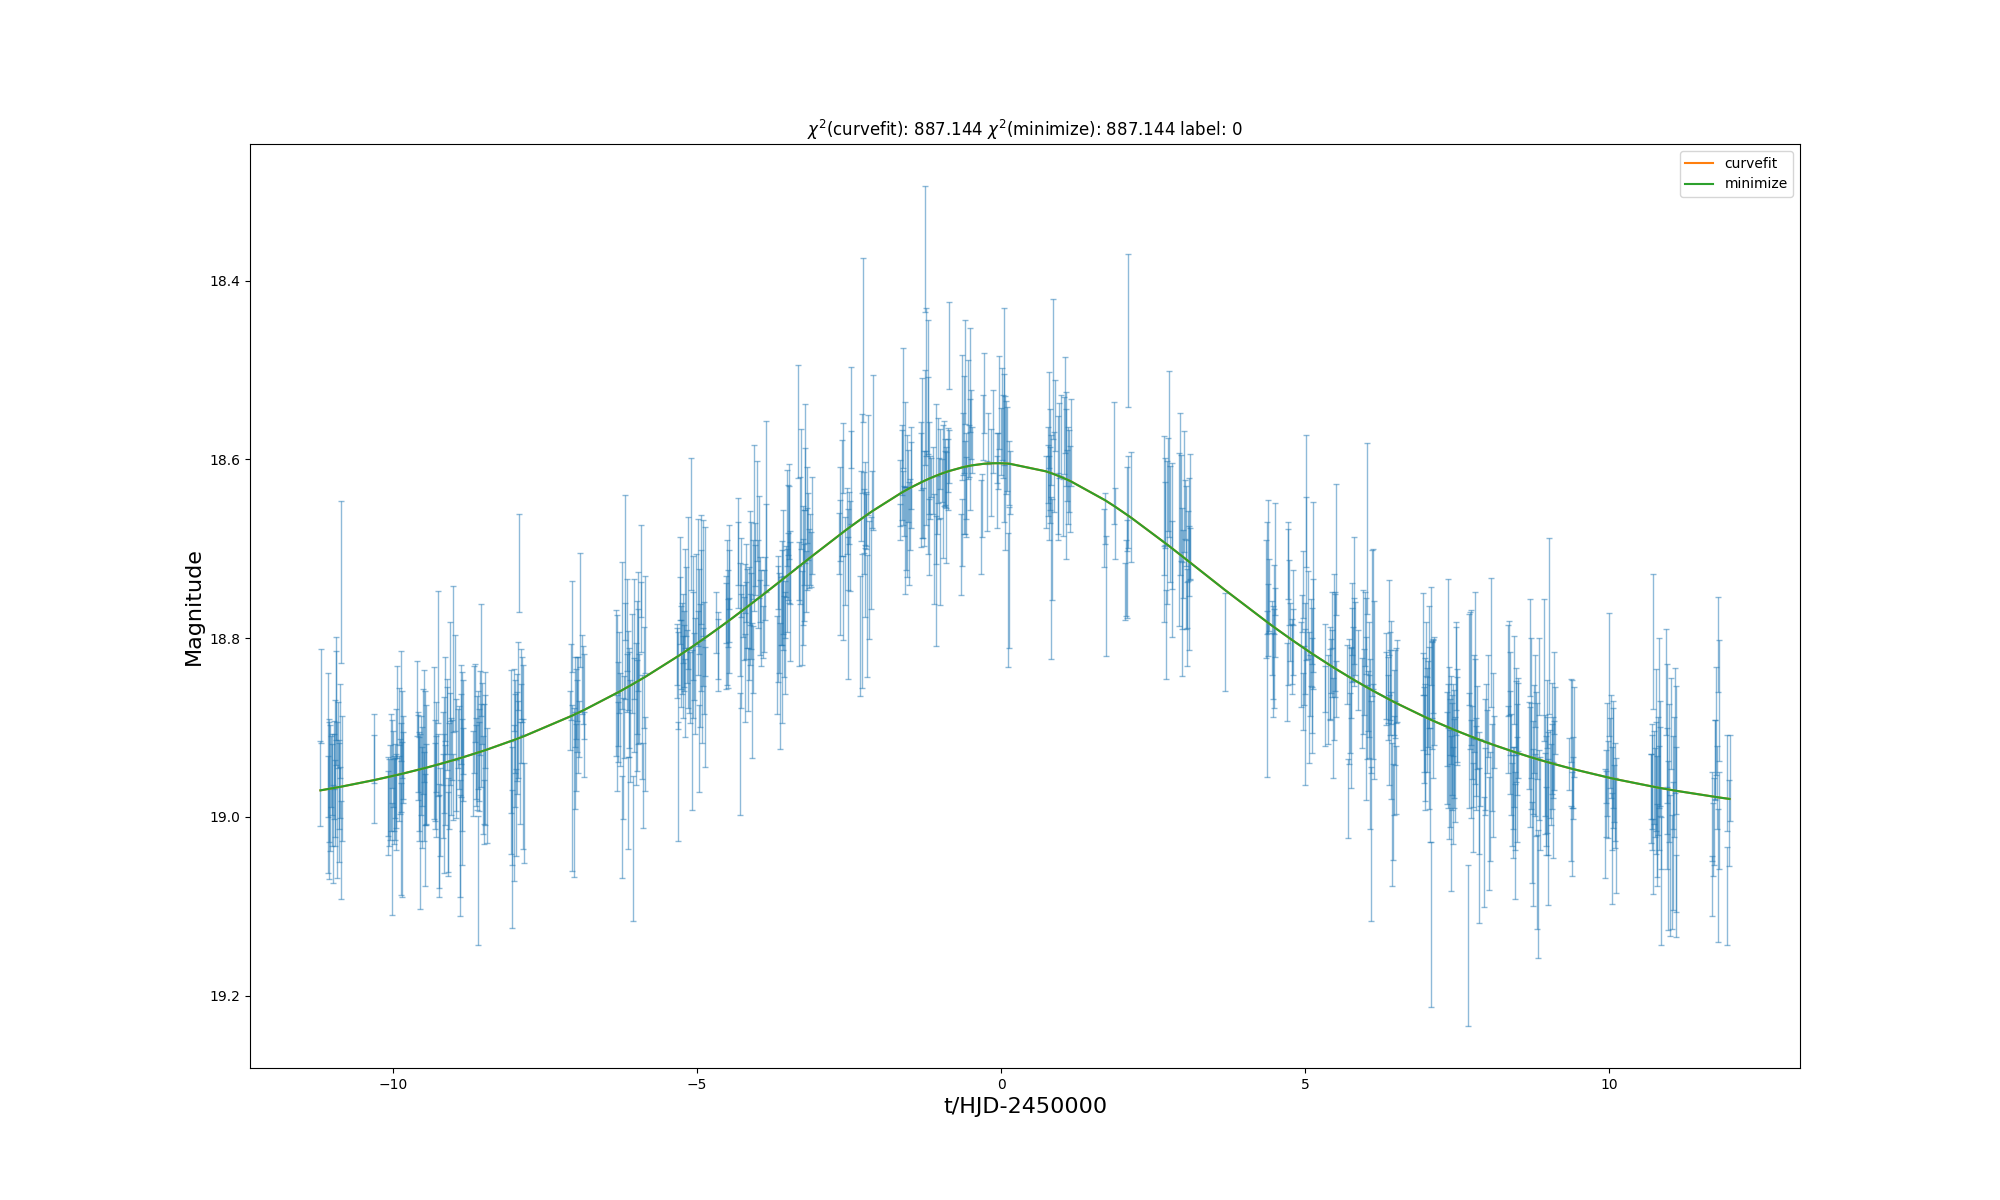 χ²(curvefit): 887.144 χ²(minimize): 887.144 label: 0
curvefit
minimize
18.4
18.6
18.8
19.0
19.2
Magnitude
−10
−5
0
5
10
t/HJD-2450000